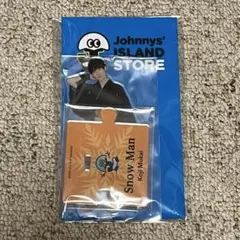 Johnnys'
ISLAND
STORE
Snow Man
Koji Mukai